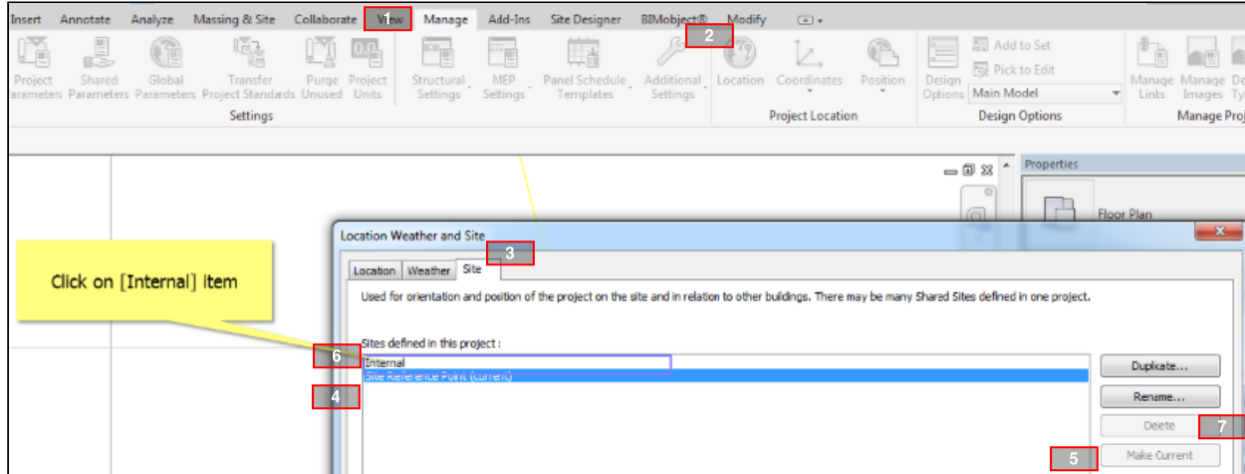 Insert Annotate Analyze Massing & Site Collaborate View Manage Add-Ins Site Designer BIMobject® Modify
1
2
Project Parameters
Shared Parameters
Global Parameters
Transfer Project Standards
Purge Unused
Project Units
Structural Settings
MEP Settings
Panel Schedule Templates
Additional Settings
Location
Coordinates
Position
Design Options
Add to Set
Pick to Edit
Main Model
Manage Links
Manage Images
Settings
Project Location
Design Options
Manage Proj
Properties
Floor Plan
Click on [Internal] item
Location Weather and Site
3
Location Weather Site
Used for orientation and position of the project on the site and in relation to other buildings. There may be many Shared Sites defined in one project.
Sites defined in this project :
6
Internal
Site Reference Point (current)
4
Duplicate...
Rename...
Delete
7
5
Make Current